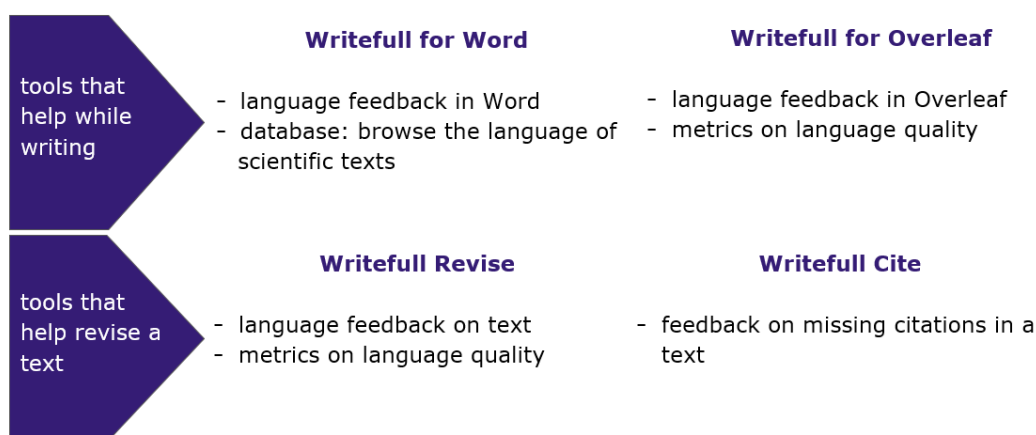 tools that
help while
writing
Writefull for Word
- language feedback in Word
- database: browse the language of
scientific texts
Writefull for Overleaf
- language feedback in Overleaf
- metrics on language quality
tools that
help revise a
text
Writefull Revise
- language feedback on text
- metrics on language quality
Writefull Cite
- feedback on missing citations in a
text